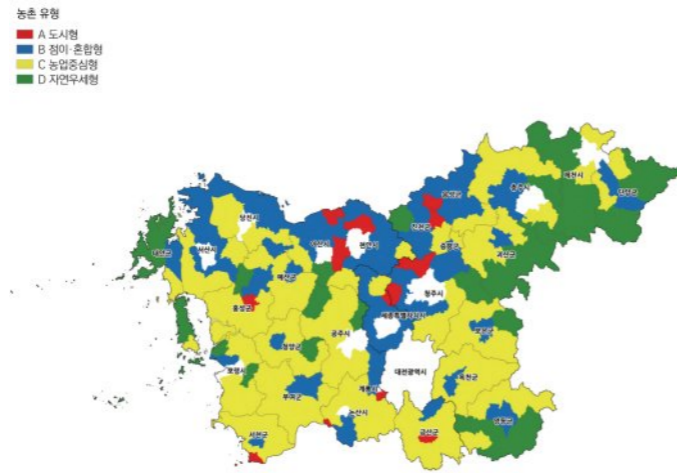 농촌 유형
A 도시형
B 점이·혼합형
C 농업중심형
D 자연우세형
제천시
단양군
충주시
음성군
진천군
증평군
괴산군
당진시
서산시
태안군
아산시
천안시
예산군
홍성군
청주시
세종특별자치시
공주시
청양군
보은군
보령시
대전광역시
옥천군
계룡시
부여군
논산시
금산군
영동군
서천군